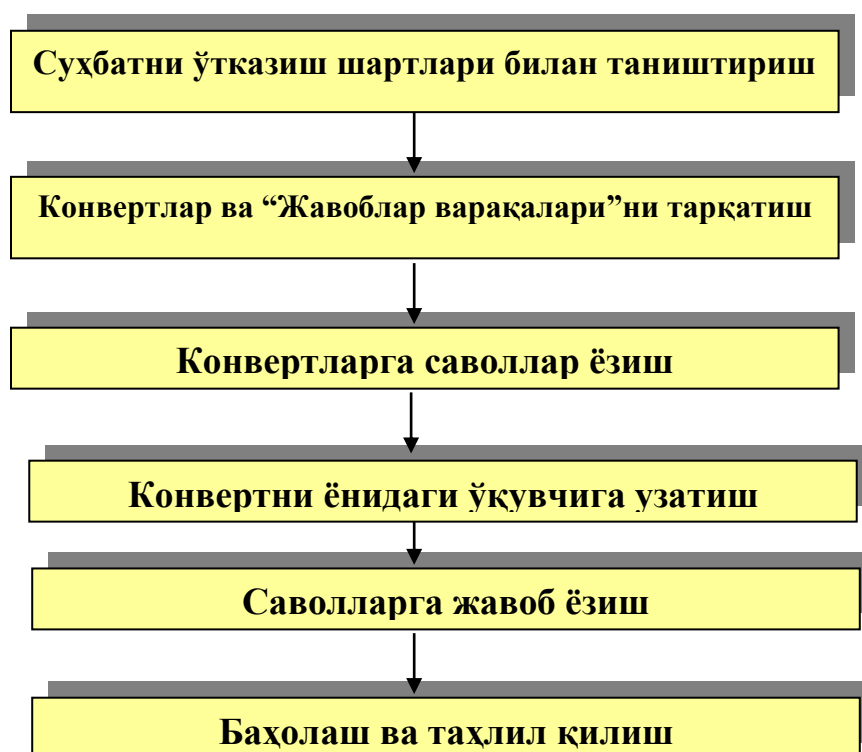 Суҳбатни ўтказиш шартлари билан таништириш
Конвертлар ва “Жавоблар варақалари”ни тарқатиш
Конвертларга саволлар ёзиш
Конвертни ёнидаги ўқувчига узатиш
Саволларга жавоб ёзиш
Баҳолаш ва таҳлил қилиш